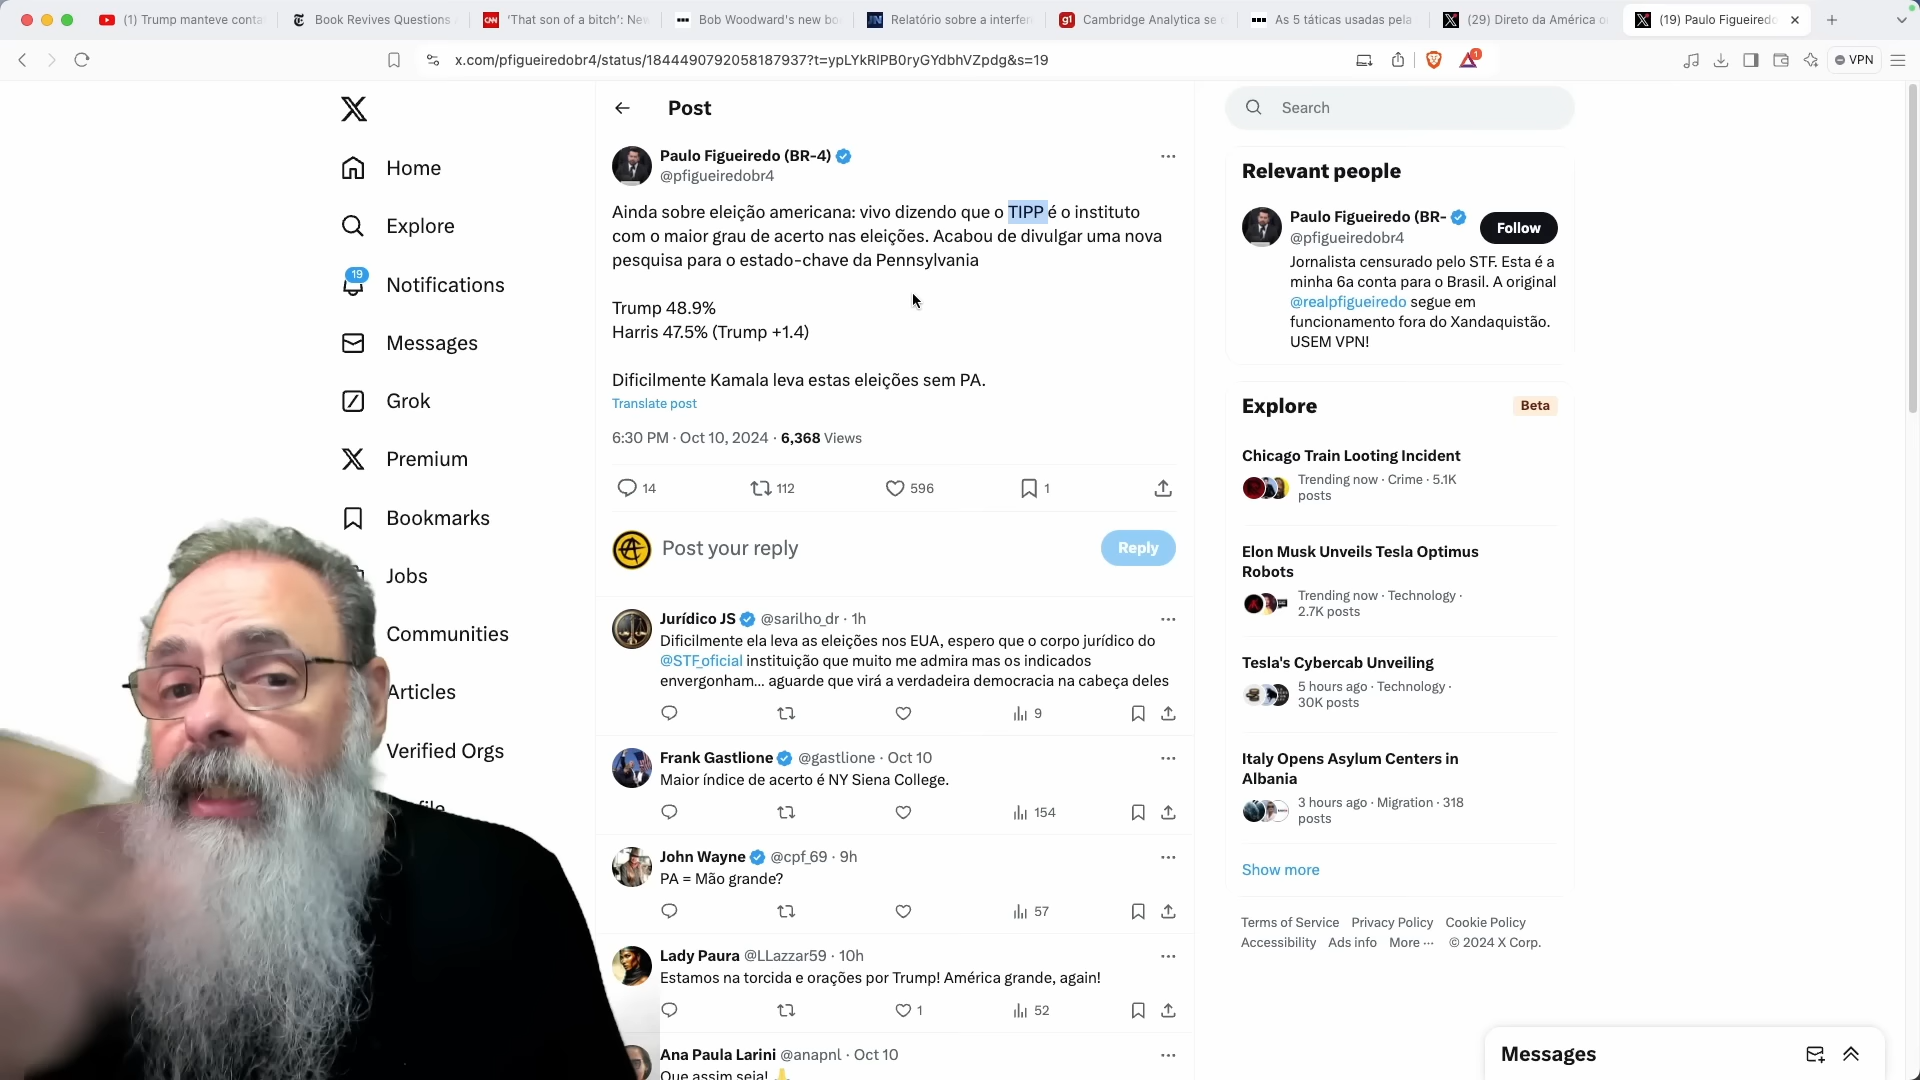 (1) Trump manteve conta
Book Revives Questions
'That son of a bitch': Ne
Bob Woodward's new bo
Relatório sobre a interfer
Cambridge Analytica se
As 5 táticas usadas pela
(29) Direto da América o
(19) Paulo Figueiredo
x.com/pfigueiredobr4/status/1844490792058187937?t=ypLYkRlPB0ryGYdbhVZpdg&s=19
1
VPN
Home
Explore
19
Notifications
Messages
Grok
Premium
Bookmarks
Jobs
Communities
Articles
Verified Orgs
Post
Paulo Figueiredo (BR-4)
@pfigueiredobr4
Ainda sobre eleição americana: vivo dizendo que o TIPP é o instituto
com o maior grau de acerto nas eleições. Acabou de divulgar uma nova
pesquisa para o estado-chave da Pennsylvania
Trump 48.9%
Harris 47.5% (Trump +1.4)
Dificilmente Kamala leva estas eleições sem PA.
Translate post
6:30 PM · Oct 10, 2024 · 6,368 Views
14 112 596 1
Post your reply
Reply
Jurídico JS @sarilho_dr · 1h
Dificilmente ela leva as eleições nos EUA, espero que o corpo jurídico do
@STF_oficial instituição que muito me admira mas os indicados
envergonham... aguarde que virá a verdadeira democracia na cabeça deles
9
Frank Gastlione @gastlione · Oct 10
Maior índice de acerto é NY Siena College.
154
John Wayne @cpf_69 · 9h
PA = Mão grande?
57
Lady Paura @LLazzar59 · 10h
Estamos na torcida e orações por Trump! América grande, again!
1 52
Ana Paula Larini @anapnl · Oct 10
Que assim seja!
Search
Relevant people
Paulo Figueiredo (BR-
@pfigueiredobr4
Follow
Jornalista censurado pelo STF. Esta é a
minha 6a conta para o Brasil. A original
@realpfigueiredo segue em
funcionamento fora do Xandaquistão.
USEM VPN!
Explore
Beta
Chicago Train Looting Incident
Trending now · Crime · 5.1K
posts
Elon Musk Unveils Tesla Optimus
Robots
Trending now · Technology ·
2.7K posts
Tesla's Cybercab Unveiling
5 hours ago · Technology ·
30K posts
Italy Opens Asylum Centers in
Albania
3 hours ago · Migration · 318
posts
Show more
Terms of Service Privacy Policy Cookie Policy
Accessibility Ads info More ··· © 2024 X Corp.
Messages